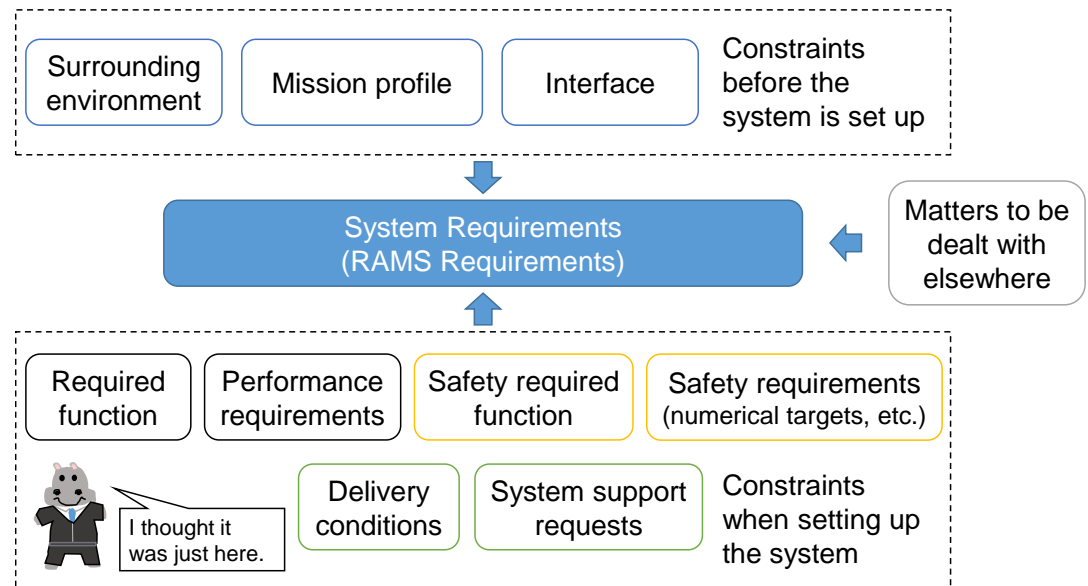 Surrounding
environment
Mission profile
Interface
Constraints
before the
system is set up
System Requirements
(RAMS Requirements)
Matters to be
dealt with
elsewhere
Required
function
Performance
requirements
Safety required
function
Safety requirements
(numerical targets, etc.)
I thought it
was just here.
Delivery
conditions
System support
requests
Constraints
when setting up
the system